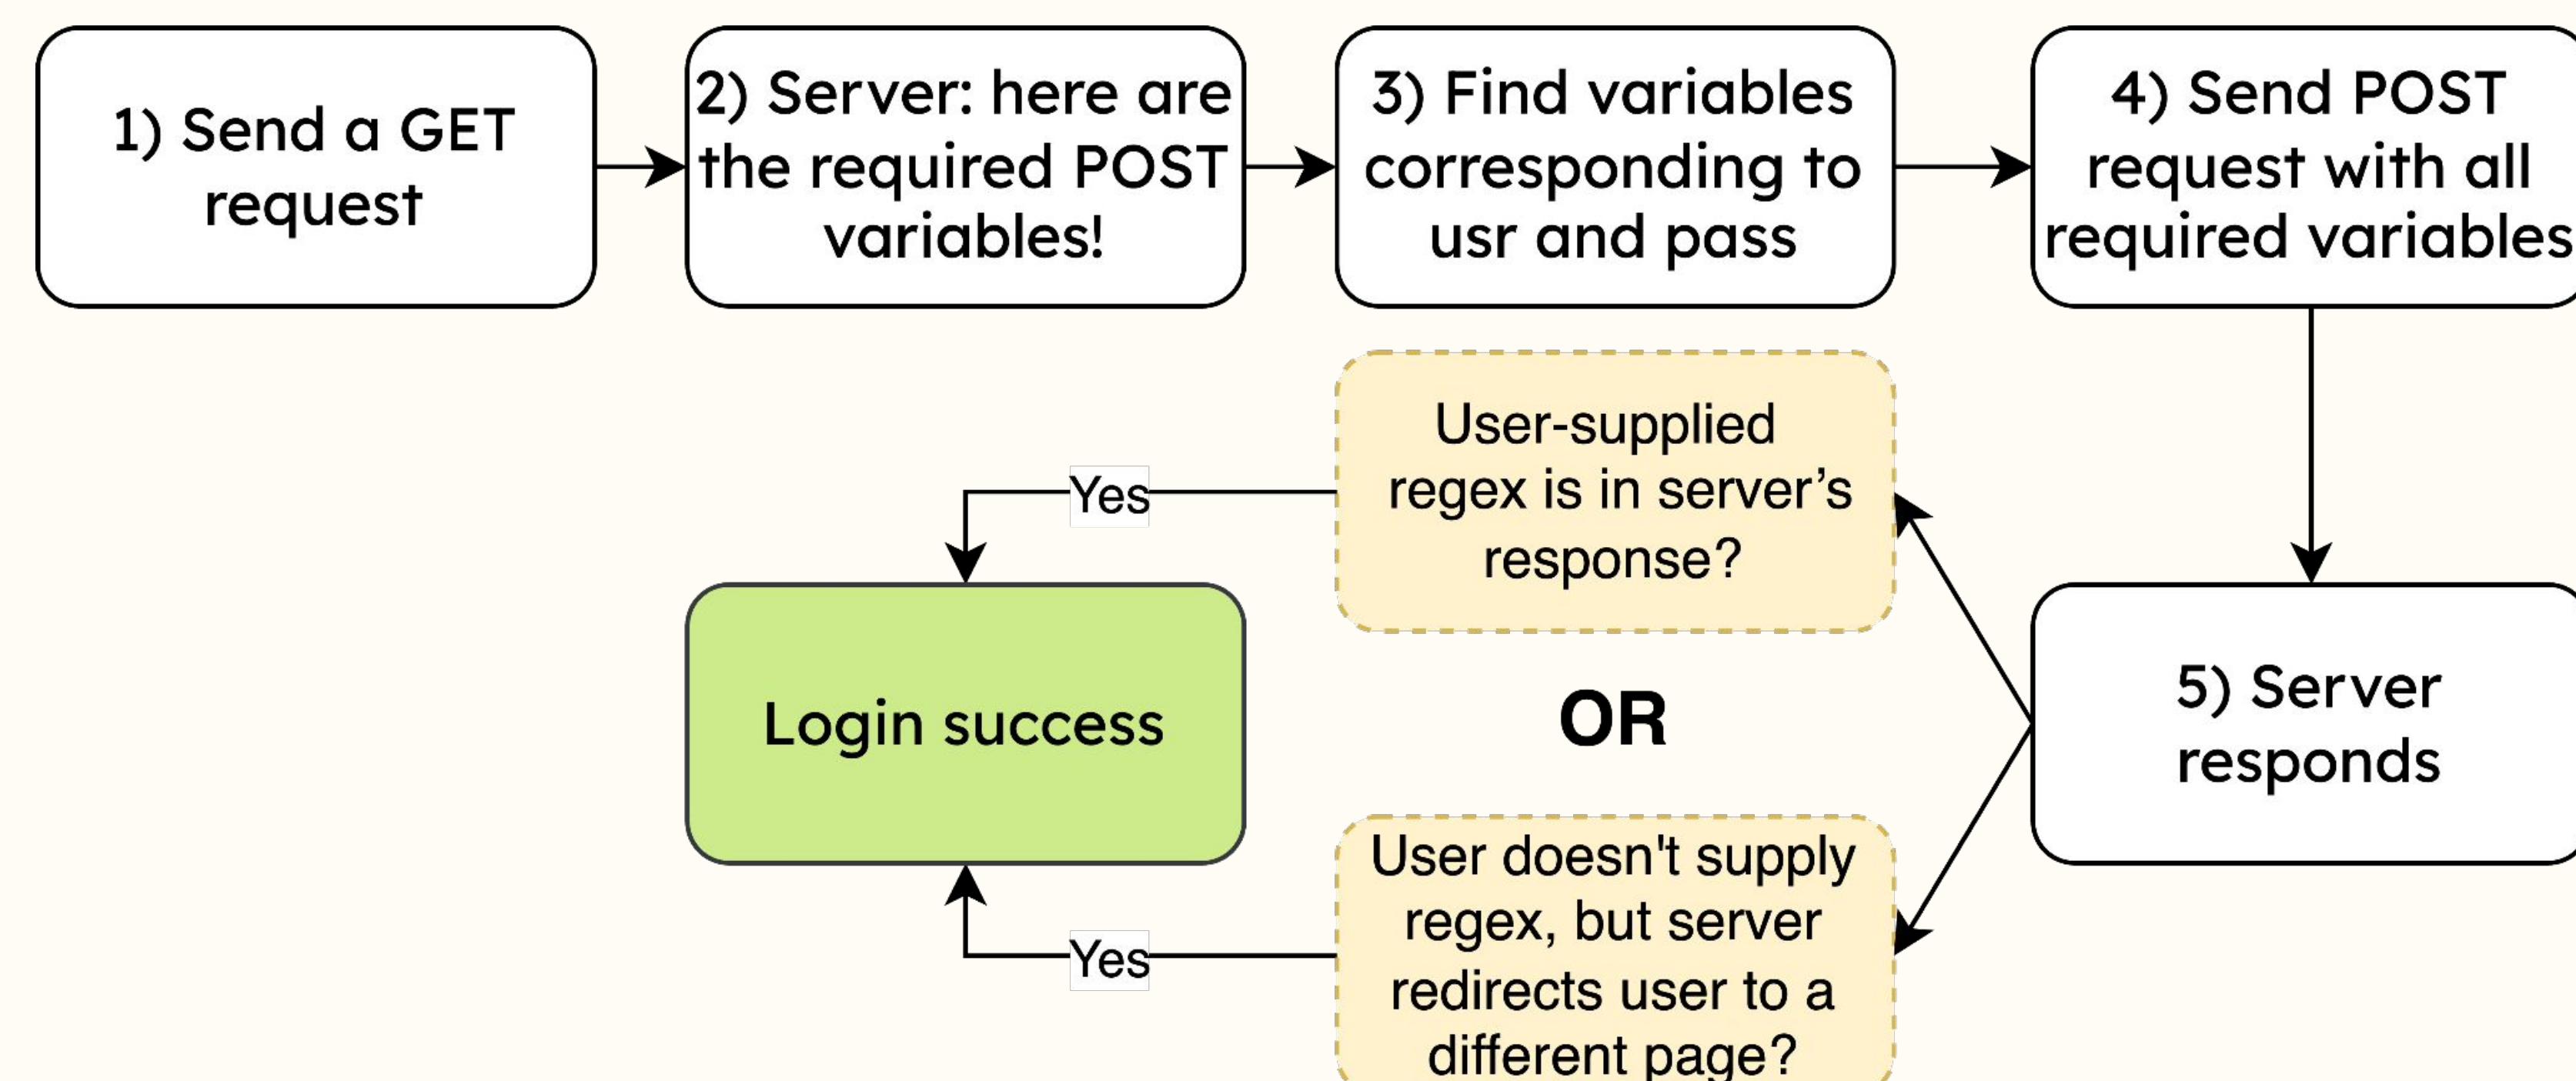 1) Send a GET
request
2) Server: here are
the required POST
variables!
3) Find variables
corresponding to
usr and pass
4) Send POST
request with all
required variables
5) Server
responds
User-supplied
regex is in server’s
response?
Yes
OR
User doesn't supply
regex, but server
redirects user to a
different page?
Yes
Login success